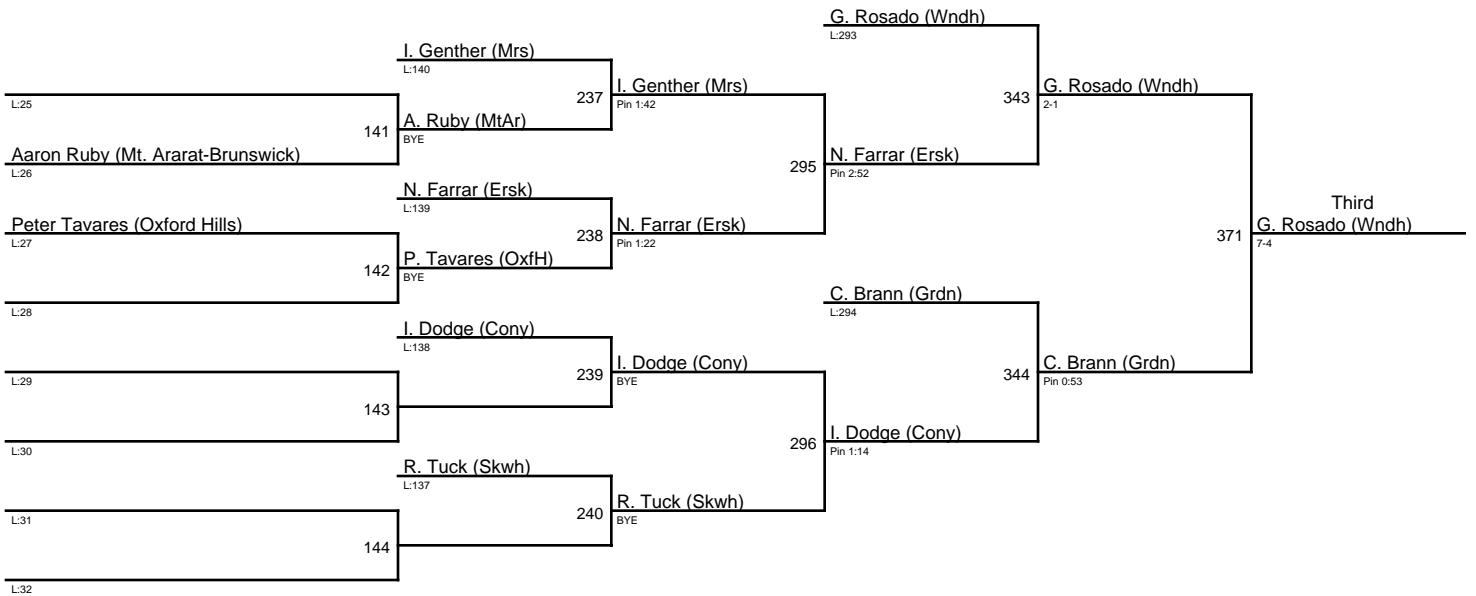 L:25
Aaron Ruby (Mt. Ararat-Brunswick)
L:26
Peter Tavares (Oxford Hills)
L:27
L:28
L:29
L:30
L:31
L:32
141
142
143
144
I. Genther (Mrs)
L:140
A. Ruby (MtAr)
BYE
N. Farrar (Ersk)
L:139
P. Tavares (OxfH)
BYE
I. Dodge (Cony)
L:138
R. Tuck (Skwh)
L:137
237
238
239
240
I. Genther (Mrs)
Pin 1:42
N. Farrar (Ersk)
Pin 1:22
I. Dodge (Cony)
BYE
R. Tuck (Skwh)
BYE
295
296
G. Rosado (Wndh)
L:293
N. Farrar (Ersk)
Pin 2:52
C. Brann (Grdn)
L:294
I. Dodge (Cony)
Pin 1:14
343
344
G. Rosado (Wndh)
2-1
C. Brann (Grdn)
Pin 0:53
371
Third
G. Rosado (Wndh)
7-4